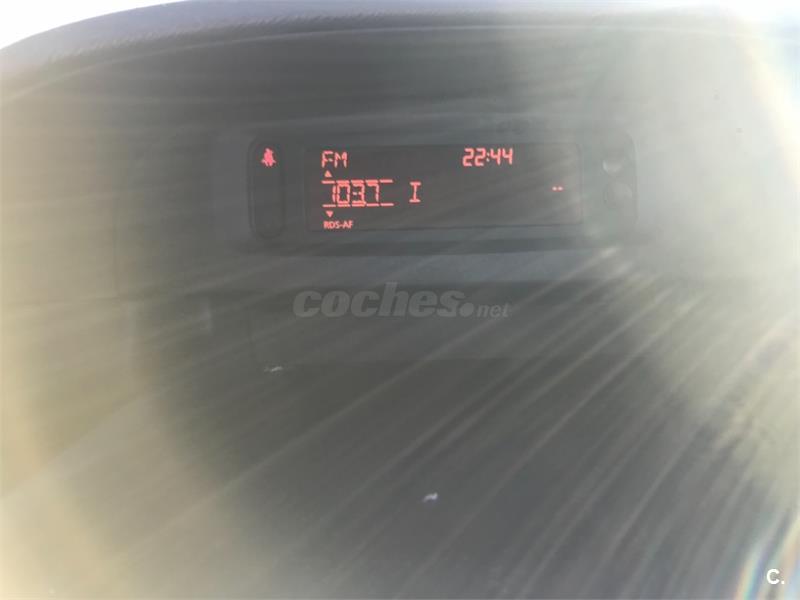 FM 22:44
103.7 I --
RDS-AF
coches.net
C.